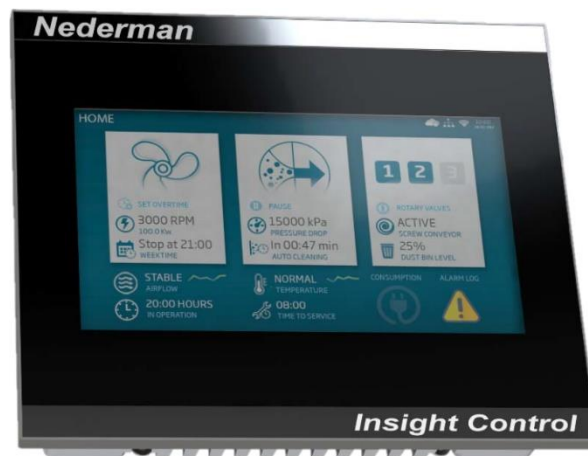 Nederman
HOME
SET OVERTIME
3000 RPM
100.0 Kw
Stop at 21:00
WEEKTIME
PAUSE
15000 kPa
PRESSURE DROP
In 00:47 min
AUTO CLEANING
1 2 3
ROTARY VALVES
ACTIVE
SCREW CONVEYOR
25%
DUST BIN LEVEL
STABLE
AIRFLOW
20:00 HOURS
IN OPERATION
NORMAL
TEMPERATURE
08:00
TIME TO SERVICE
CONSUMPTION
ALARM LOG
Insight Control